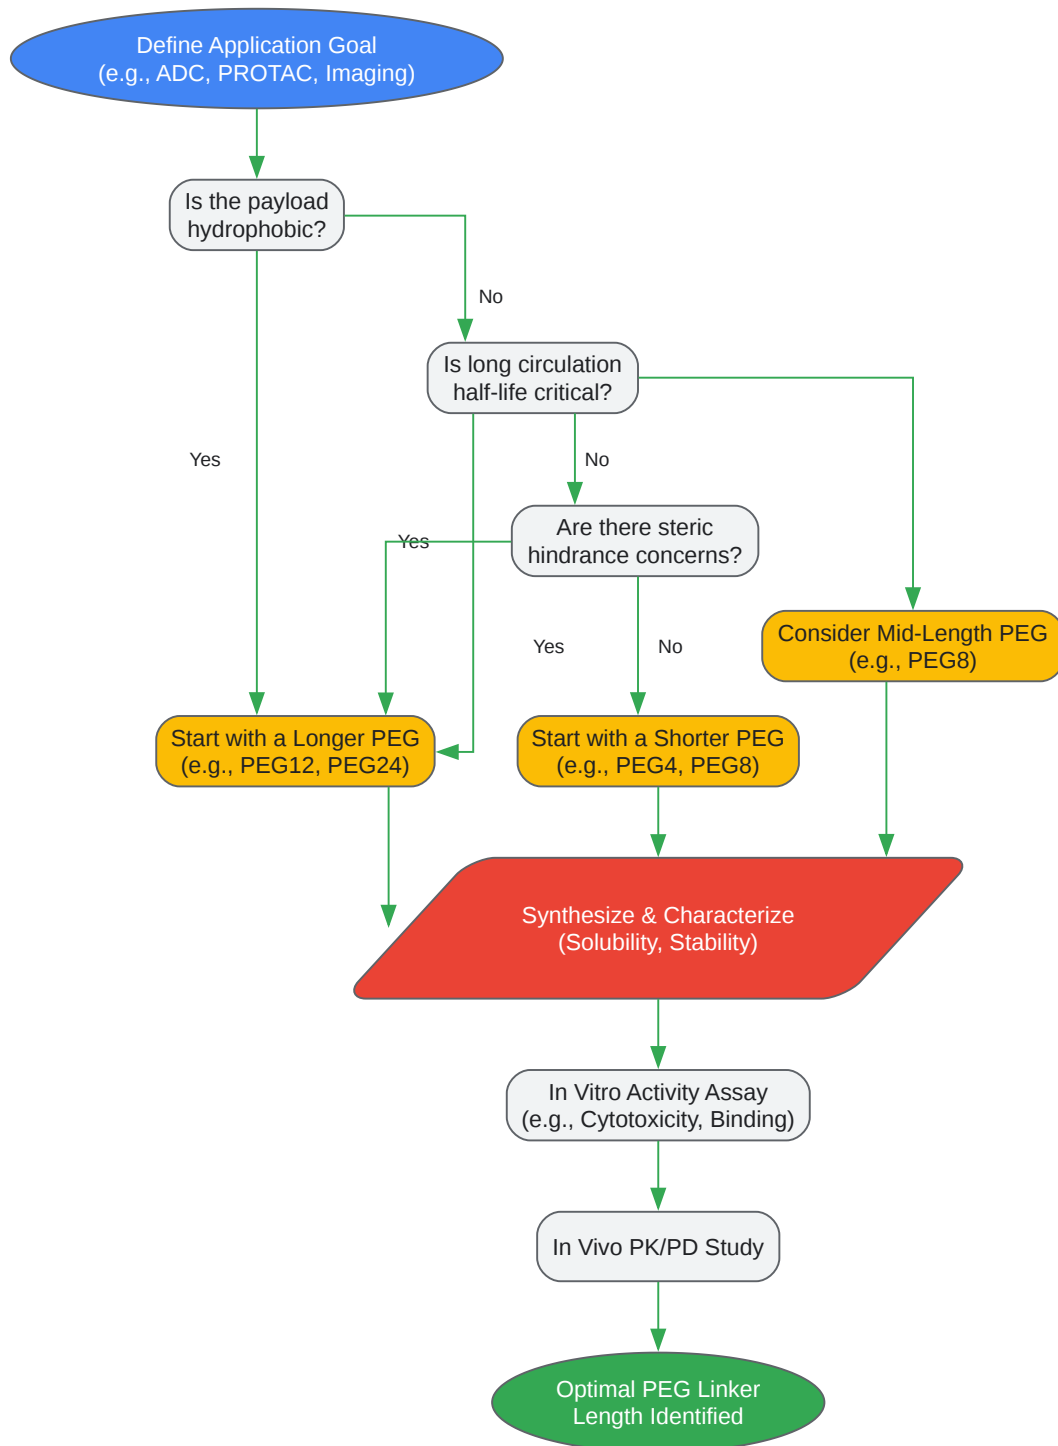 Define Application Goal
(e.g., ADC, PROTAC, Imaging)
Is the payload
hydrophobic?
No
Is long circulation
half-life critical?
Yes
No
Are there steric
hindrance concerns?
Yes
Consider Mid-Length PEG
(e.g., PEG8)
Yes
No
Start with a Longer PEG
(e.g., PEG12, PEG24)
Start with a Shorter PEG
(e.g., PEG4, PEG8)
Synthesize & Characterize
(Solubility, Stability)
In Vitro Activity Assay
(e.g., Cytotoxicity, Binding)
In Vivo PK/PD Study
Optimal PEG Linker
Length Identified